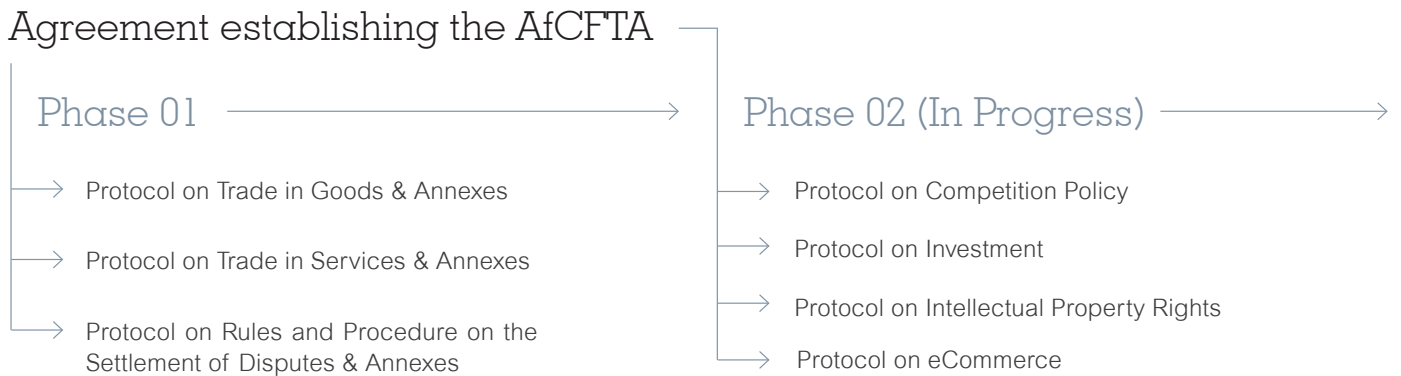 Agreement establishing the AfCFTA
Phase 01
Protocol on Trade in Goods & Annexes
Protocol on Trade in Services & Annexes
Protocol on Rules and Procedure on the
Settlement of Disputes & Annexes
Phase 02 (In Progress)
Protocol on Competition Policy
Protocol on Investment
Protocol on Intellectual Property Rights
Protocol on eCommerce